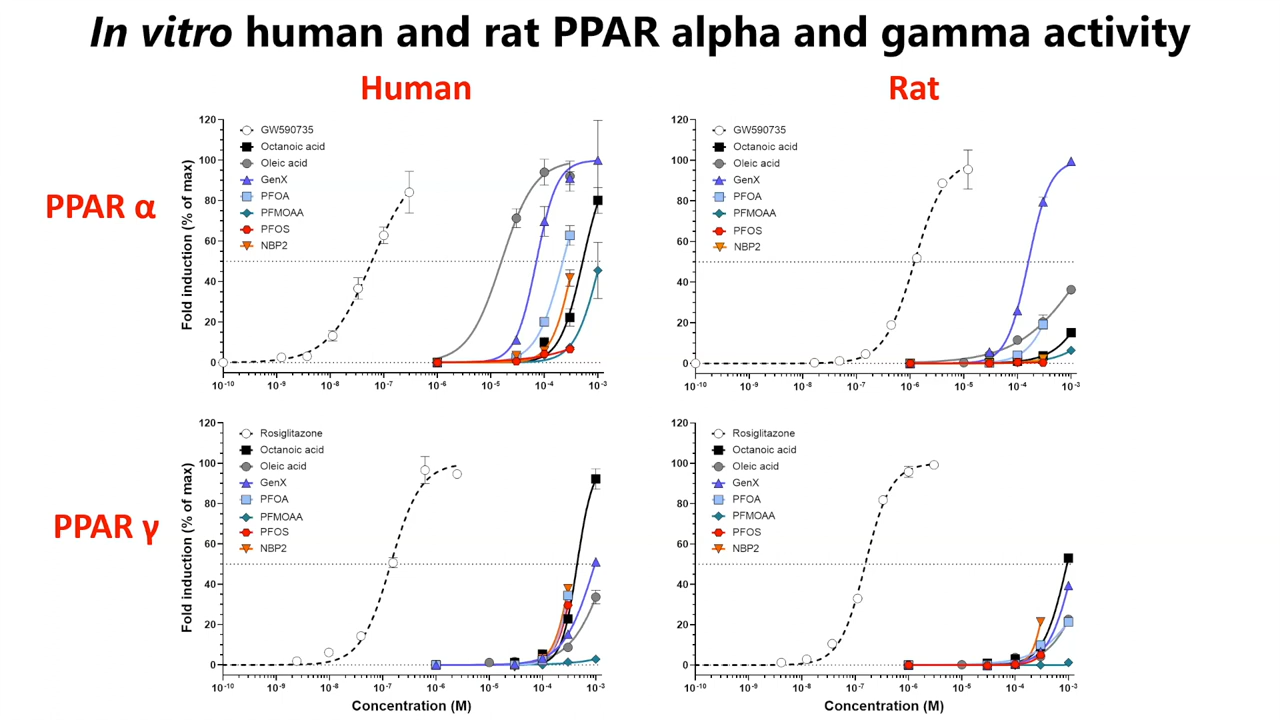 In vitro human and rat PPAR alpha and gamma activity
Human
Rat
PPAR α
Fold induction (% of max)
120
100
80
60
40
20
0
GW590735
Octanoic acid
Oleic acid
GenX
PFOA
PFMOAA
PFOS
NBP2
10-10
10-9
10-8
10-7
10-6
10-5
10-4
10-3
120
100
80
60
40
20
0
GW590735
Octanoic acid
Oleic acid
GenX
PFOA
PFMOAA
PFOS
NBP2
10-10
10-9
10-8
10-7
10-6
10-5
10-4
10-3
PPAR γ
Fold induction (% of max)
120
100
80
60
40
20
0
Rosiglitazone
Octanoic acid
Oleic acid
GenX
PFOA
PFMOAA
PFOS
NBP2
10-10
10-9
10-8
10-7
10-6
10-5
10-4
10-3
Concentration (M)
120
100
80
60
40
20
0
Rosiglitazone
Octanoic acid
Oleic acid
GenX
PFOA
PFMOAA
PFOS
NBP2
10-10
10-9
10-8
10-7
10-6
10-5
10-4
10-3
Concentration (M)